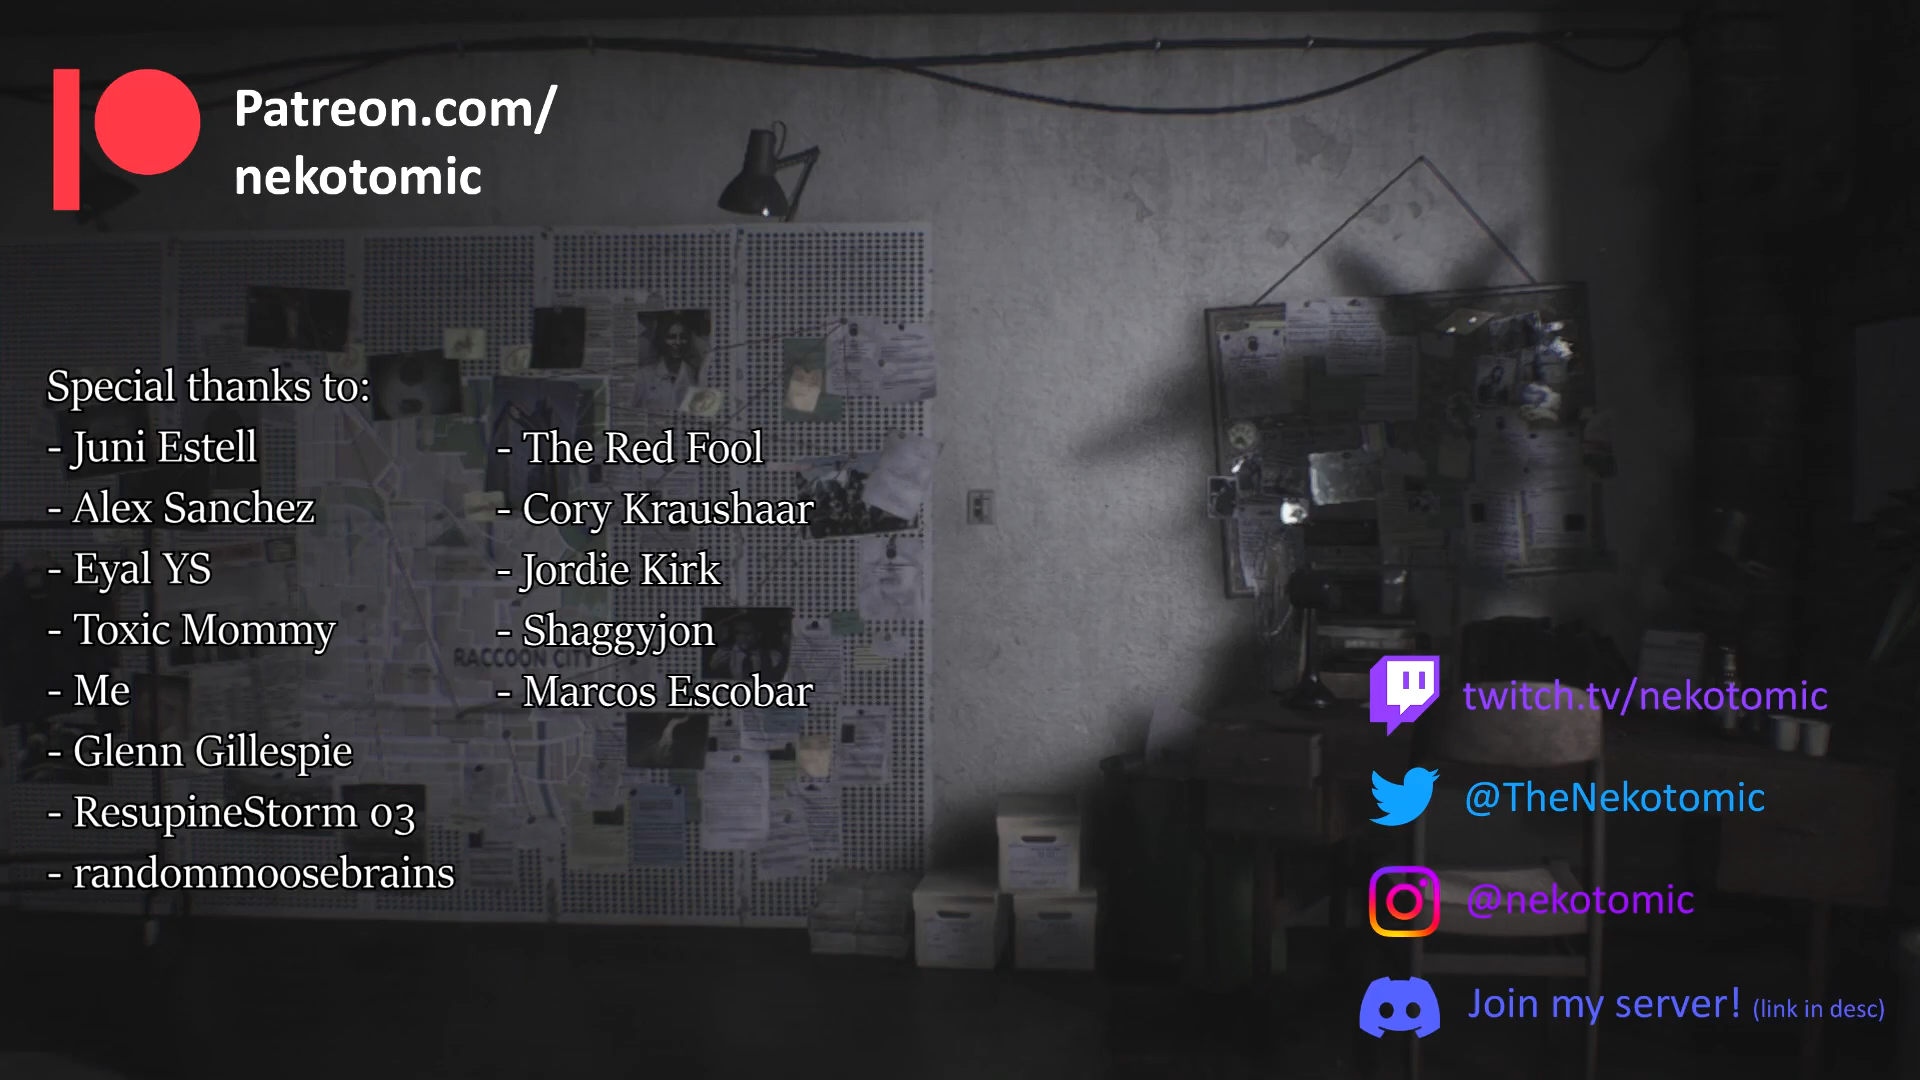 Patreon.com/
nekotomic
Special thanks to:
- Juni Estell
- Alex Sanchez
- Eyal YS
- Toxic Mommy
- Me
- Glenn Gillespie
- ResupineStorm 03
- randommoosebrains
- The Red Fool
- Cory Kraushaar
- Jordie Kirk
- Shaggyjon
- Marcos Escobar
RACCOON CITY
twitch.tv/nekotomic
@TheNekotomic
@nekotomic
Join my server! (link in desc)